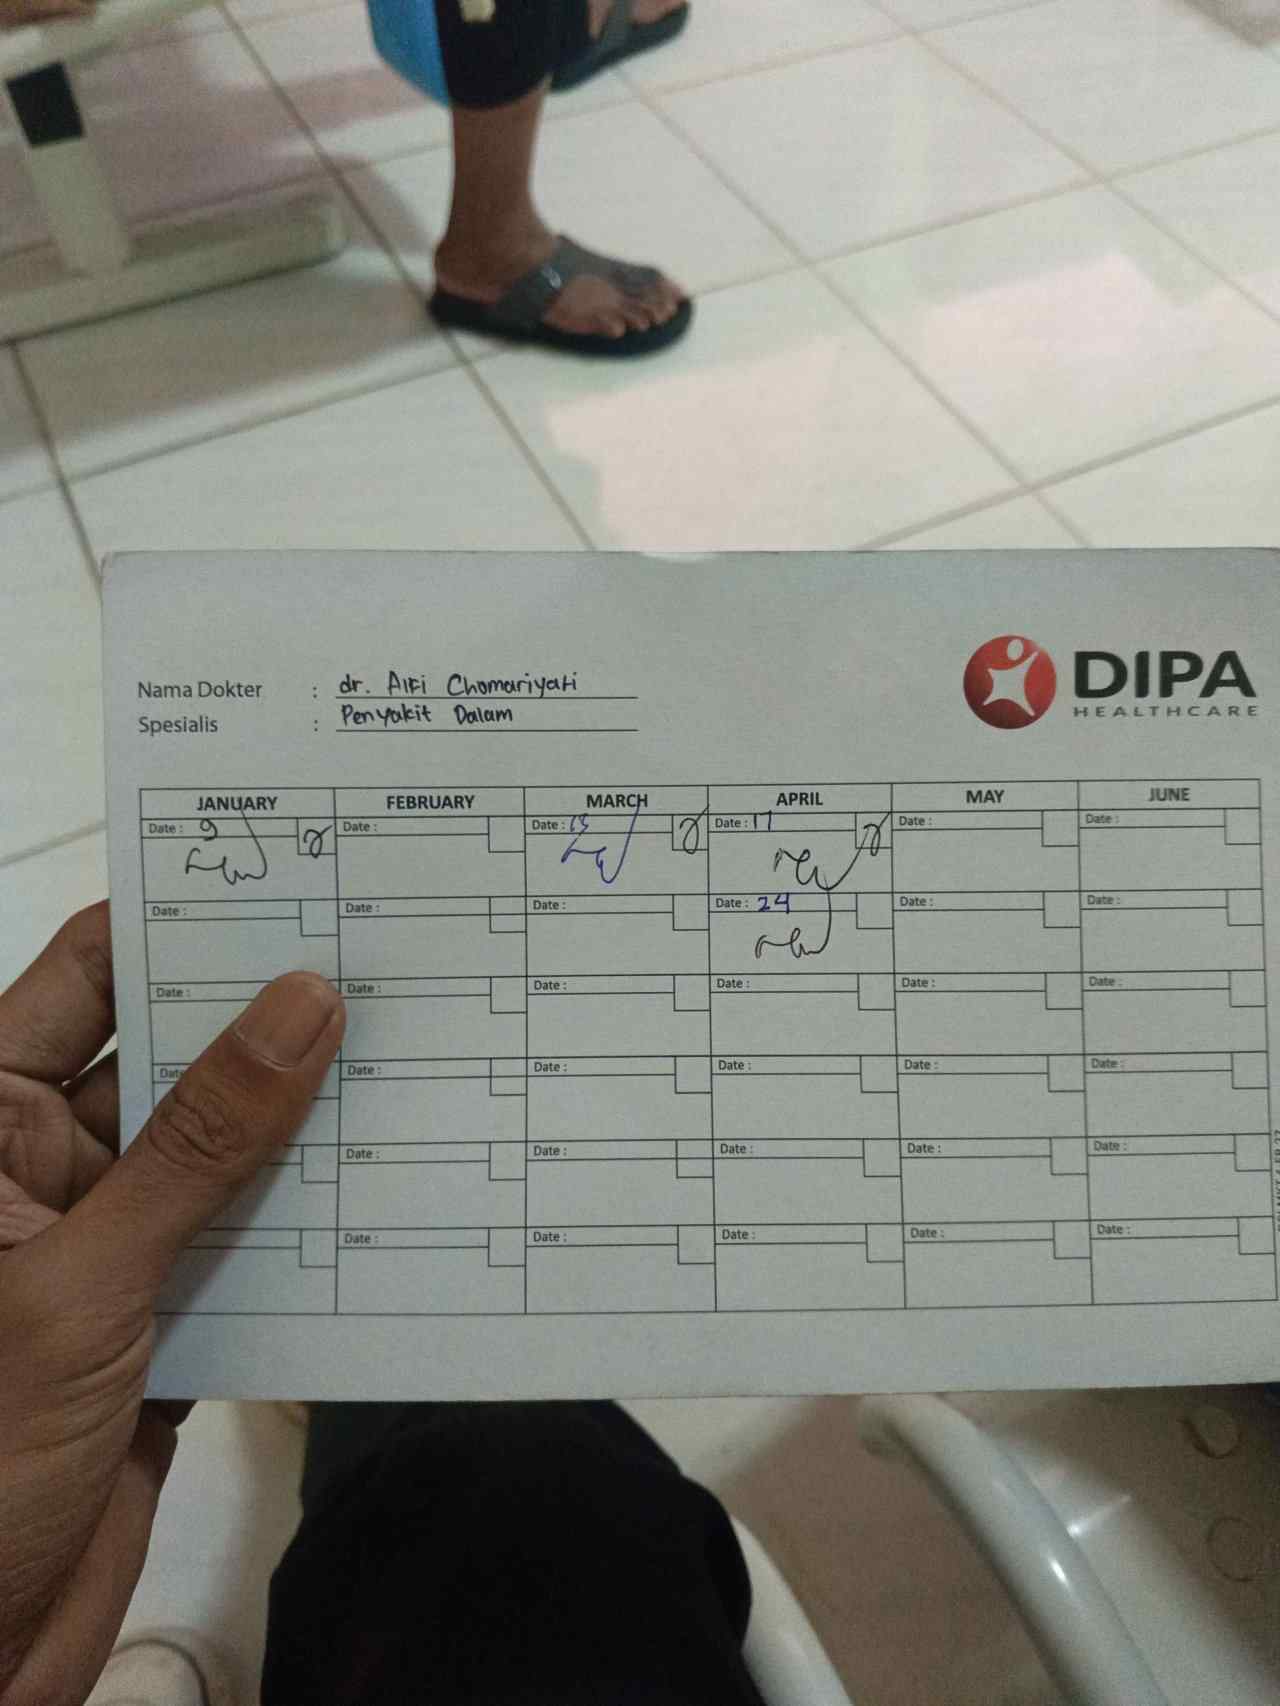 DIPA
HEALTHCARE
Nama Dokter : dr. Alfi Chomariyati
Spesialis : Penyakit Dalam
JANUARY FEBRUARY MARCH APRIL MAY JUNE
Date : 9 Date : Date : Date : 17 Date : Date :
Date : Date : Date : Date : 24 Date : Date :
Date : Date : Date : Date : Date : Date :
Date Date : Date : Date : Date : Date :
Date : Date : Date : Date : Date :
Date : Date : Date : Date : Date :